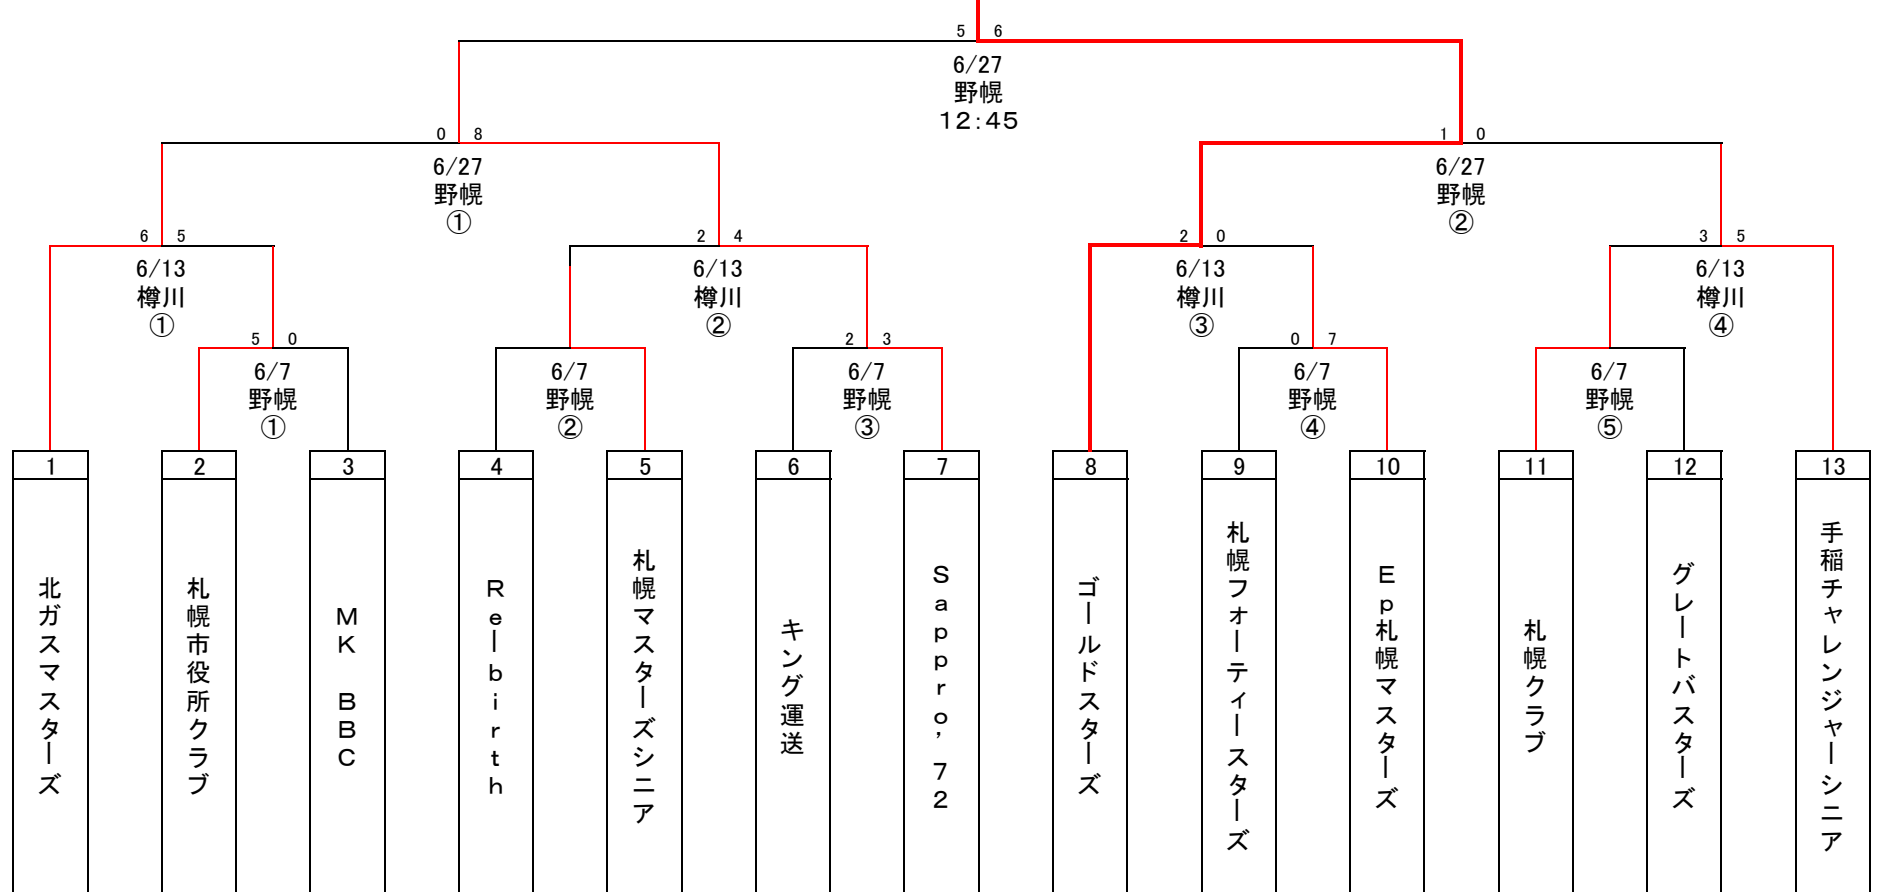 5 6
6/27
野幌
12:45
0 8
6/27
野幌
①
1 0
6/27
野幌
②
6 5
6/13
樽川
①
2 4
6/13
樽川
②
2 0
6/13
樽川
③
3 5
6/13
樽川
④
5 0
6/7
野幌
①
6/7
野幌
②
2 3
6/7
野幌
③
0 7
6/7
野幌
④
6/7
野幌
⑤
1
北ガスマスターズ
2
札幌市役所クラブ
3
MK BBC
4
Re-birth
5
札幌マスターズシニア
6
キング運送
7
Sapporo'72
8
ゴールドスターズ
9
札幌フォーティースターズ
10
Ep札幌マスターズ
11
札幌クラブ
12
グレートバスターズ
13
手稲チャレンジャーシニア